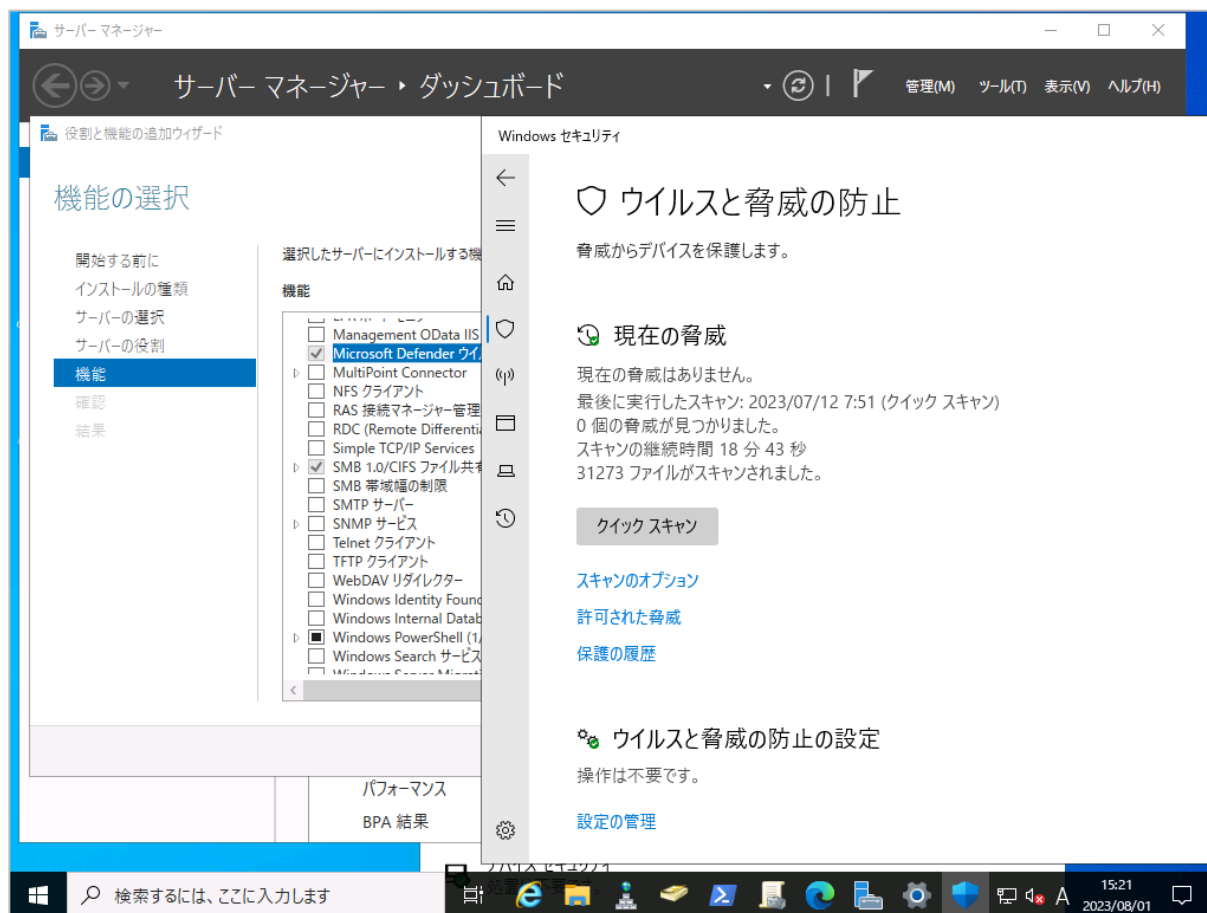 サーバー マネージャー
サーバー マネージャー・ダッシュボード
管理(M) ツール(T) 表示(V) ヘルプ(H)
役割と機能の追加ウィザード
機能の選択
開始する前に
インストールの種類
サーバーの選択
サーバーの役割
機能
確認
結果
選択したサーバーにインストールする機
機能
Management OData IIS
Microsoft Defender ウイ
MultiPoint Connector
NFS クライアント
RAS 接続マネージャー管理
RDC (Remote Differenti
Simple TCP/IP Services
SMB 1.0/CIFS ファイル共有
SMB 帯域幅の制限
SMTP サーバー
SNMP サービス
Telnet クライアント
TFTP クライアント
WebDAV リダイレクター
Windows Identity Found
Windows Internal Datab
Windows PowerShell (1/
Windows Search サービス
パフォーマンス
BPA 結果
Windows セキュリティ
ウイルスと脅威の防止
脅威からデバイスを保護します。
現在の脅威
現在の脅威はありません。
最後に実行したスキャン: 2023/07/12 7:51 (クイック スキャン)
0 個の脅威が見つかりました。
スキャンの継続時間 18 分 43 秒
31273 ファイルがスキャンされました。
クイック スキャン
スキャンのオプション
許可された脅威
保護の履歴
ウイルスと脅威の防止の設定
操作は不要です。
設定の管理
検索するには、ここに入力します
A
15:21
2023/08/01